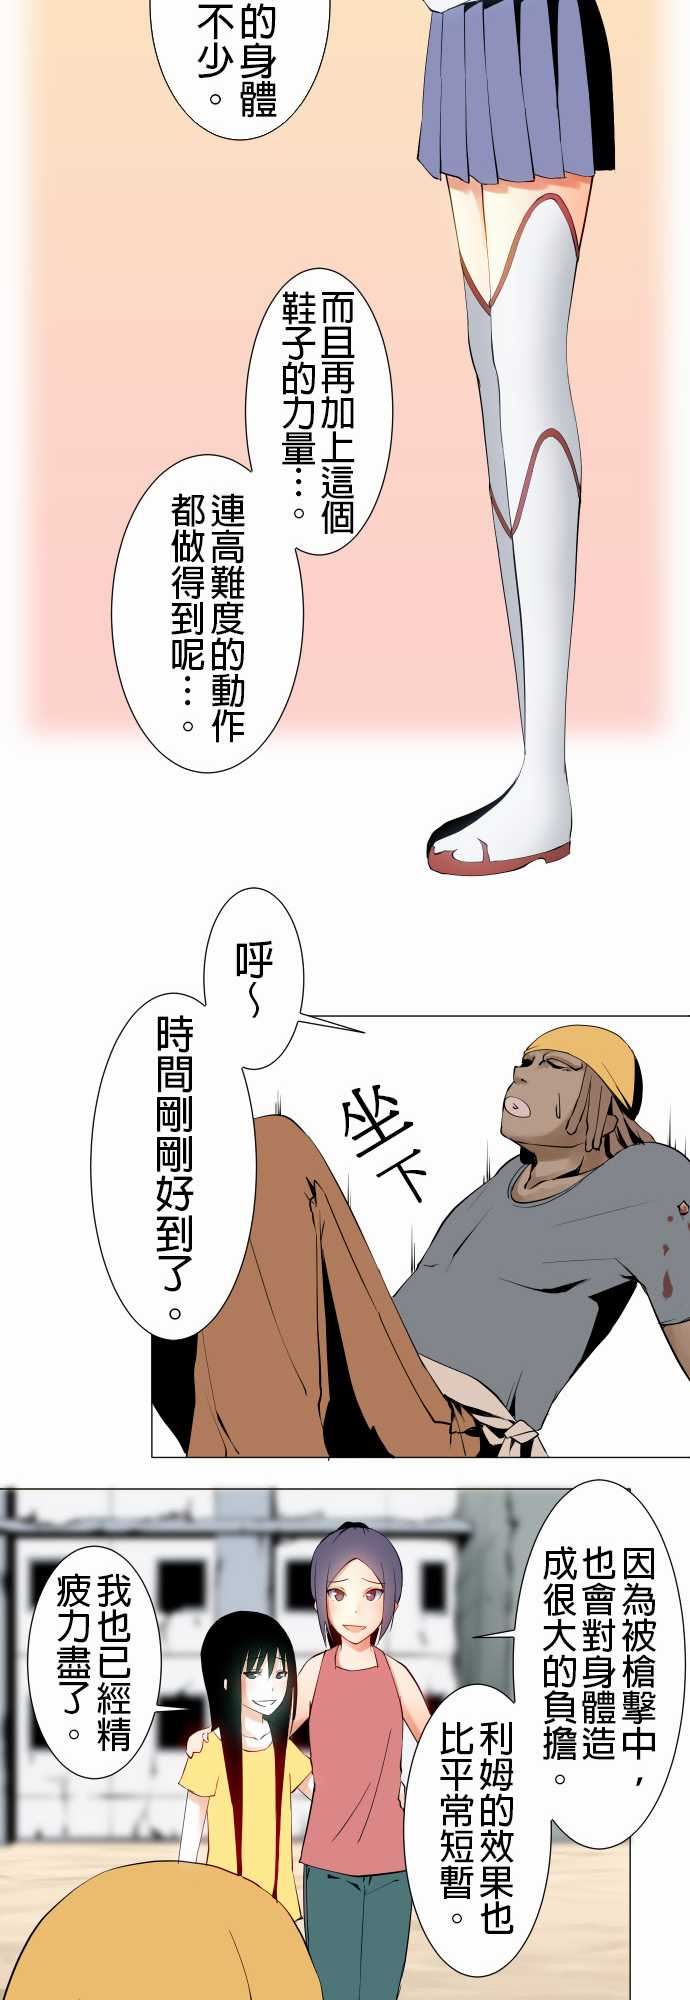 的身體
不少。
而且再加上這個
鞋子的力量…。
連高難度的動作
都做得到呢…。
呼~
時間剛剛好到了。
坐下
因為被槍擊中，
也會對身體造
成很大的負擔。
利姆的效果也
比平常短暫。
我也已經精
疲力盡了。